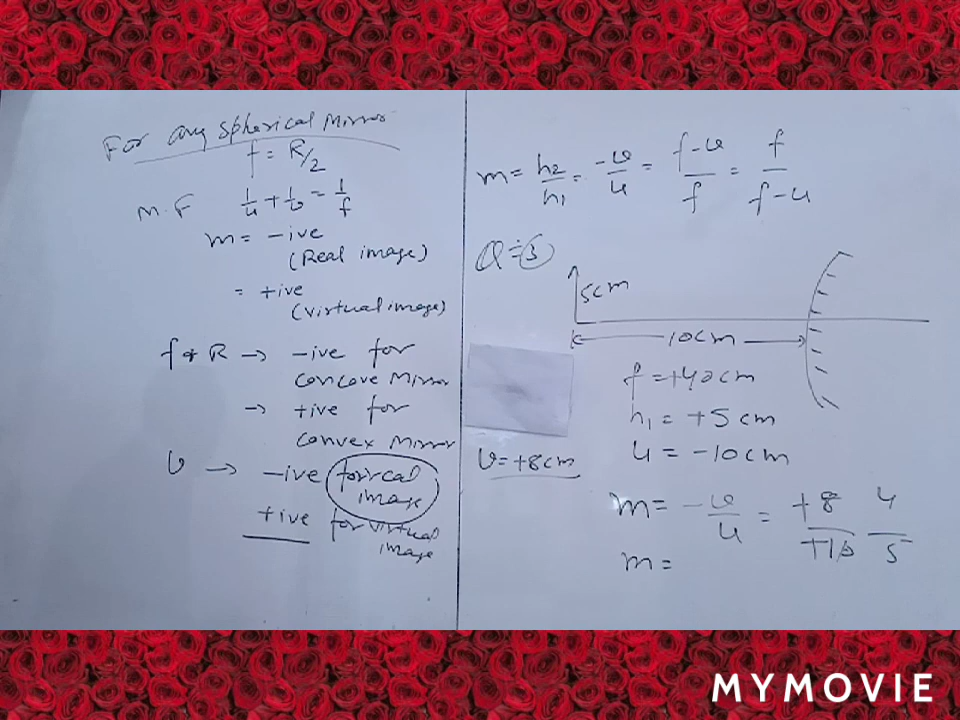 For any Spherical Mirror
f = R/2
M.F 1/u + 1/v = 1/f
m = -ive
(Real image)
= +ive
(virtual image)
f & R → -ive for
concave Mirror
→ +ive for
convex Mirror
v → -ive for real
image
+ive for virtual
image
m = h2/h1 = -v/u = f-v/f = f/f-u
Q:-3
5cm
10cm
f = +40cm
h1 = +5cm
u = -10cm
v = +8cm
m = -v/u = +8/+10 4/5
m =
MYMOVIE